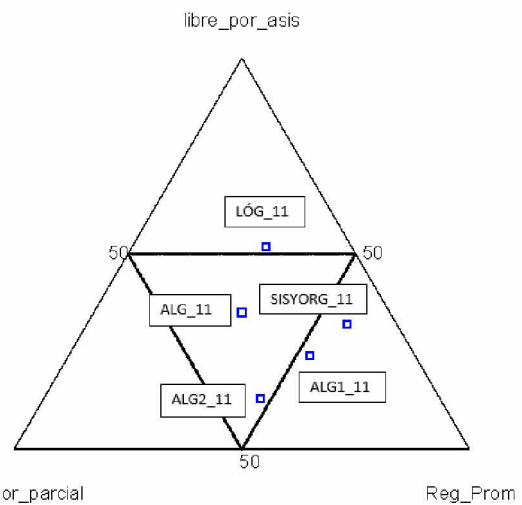 libre_por_asis
LÓG_11
50 50
ALG_11 SISYORG_11
ALG1_11
ALG2_11
50
or_parcial Reg_Prom